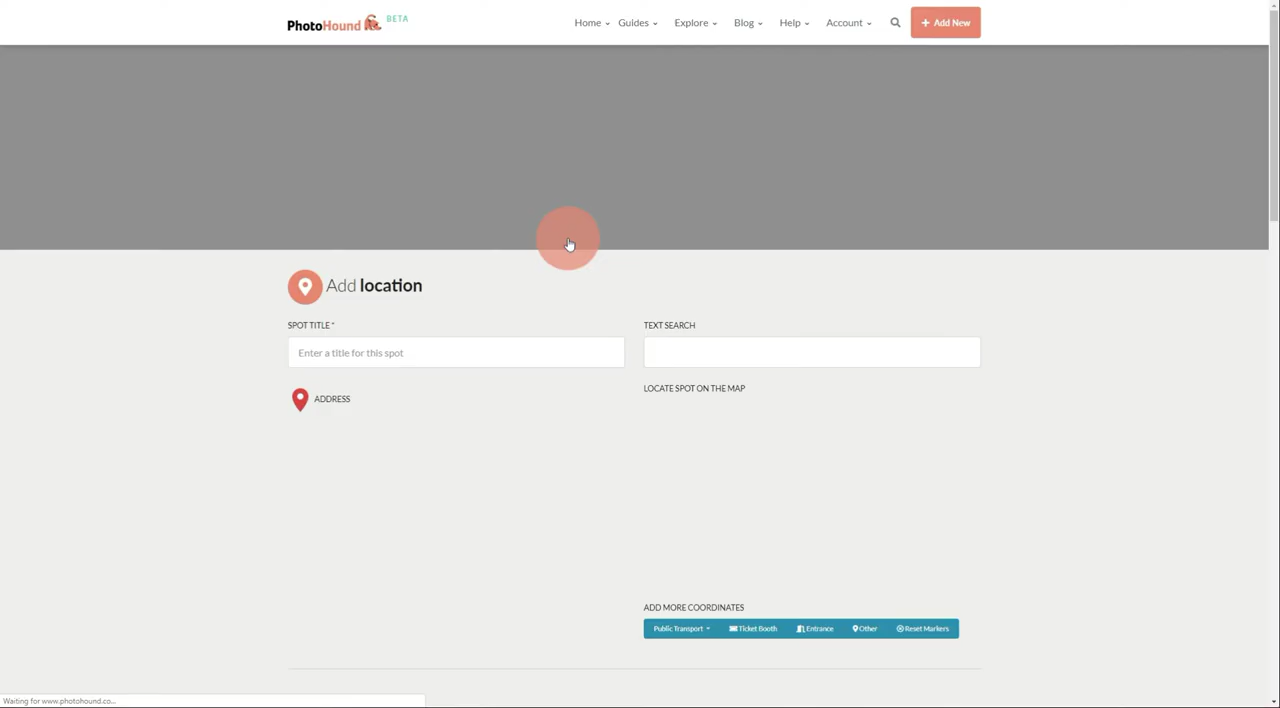 PhotoHound BETA
Home Guides Explore Blog Help Account Add New
Add location
SPOT TITLE *
TEXT SEARCH
Enter a title for this spot
LOCATE SPOT ON THE MAP
ADDRESS
ADD MORE COORDINATES
Public Transport Ticket Booth Entrance Other Reset Markers
Waiting for www.photohound.co...